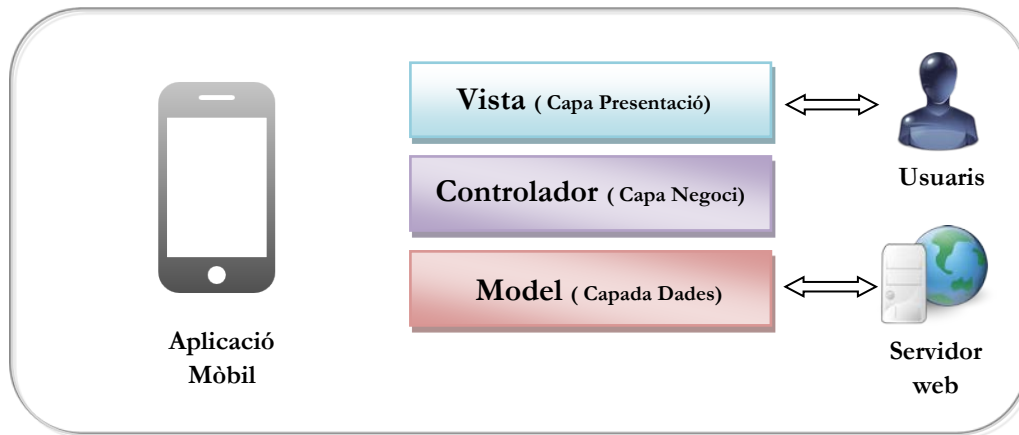 Vista ( Capa Presentació)
Usuaris
Controlador ( Capa Negoci)
Model ( Capada Dades)
Aplicació
Mòbil
Servidor
web